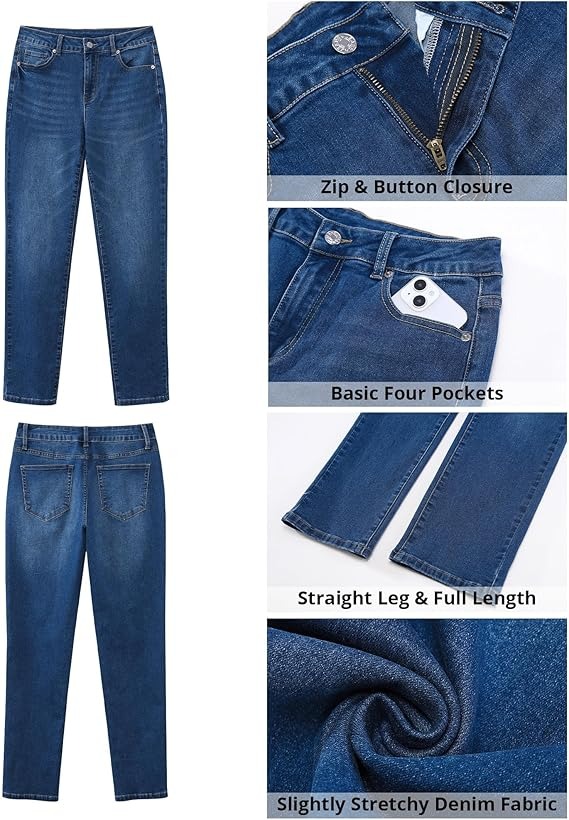 Zip & Button Closure
Basic Four Pockets
Straight Leg & Full Length
Slightly Stretchy Denim Fabric